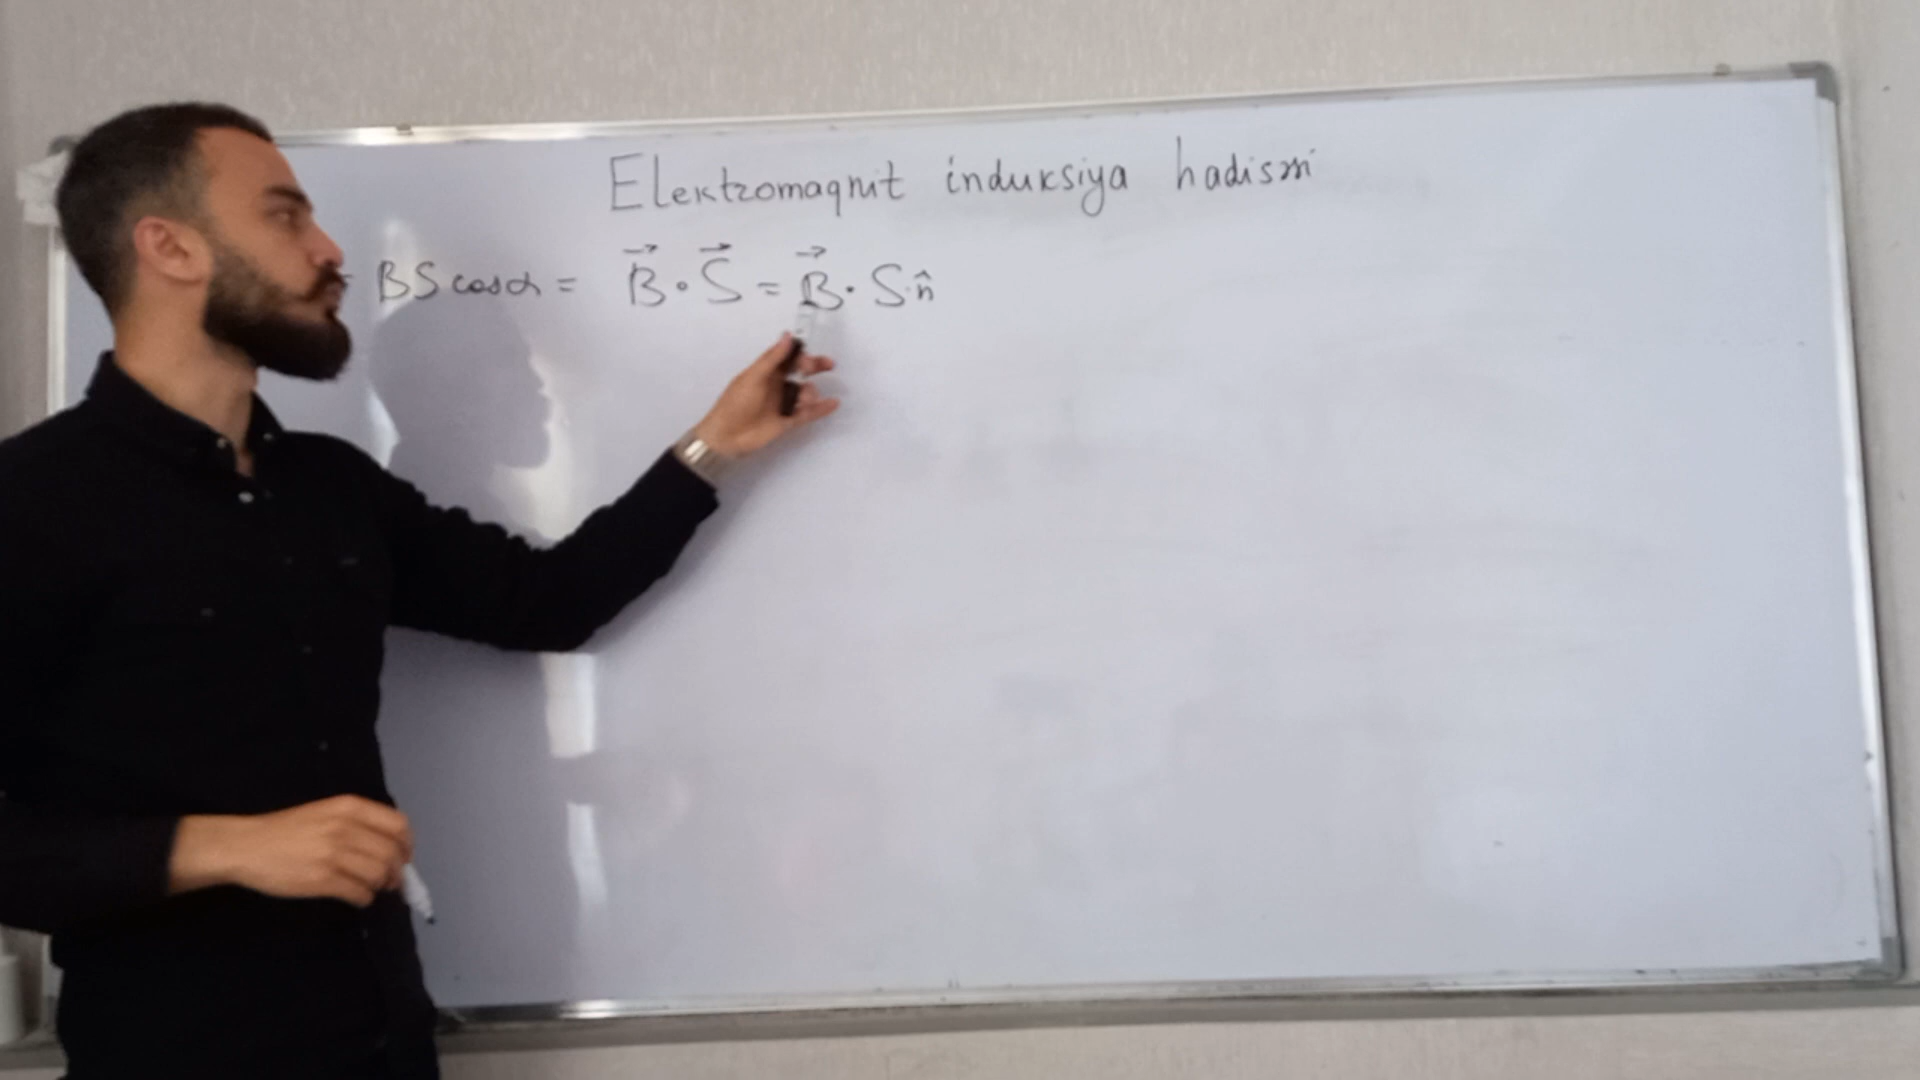 Elektromaqnit induksiya hadisəsi
= BS cosα = B⃗ · S⃗ = B⃗ · S · n̂